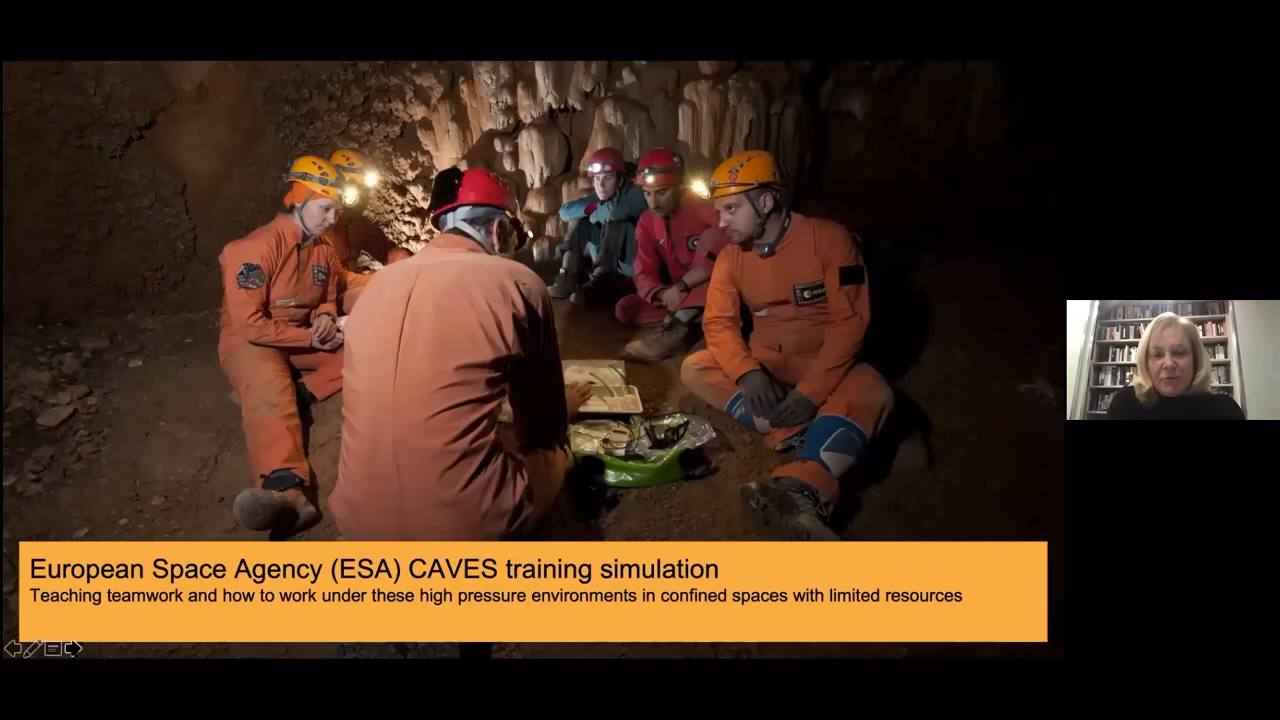 European Space Agency (ESA) CAVES training simulation
Teaching teamwork and how to work under these high pressure environments in confined spaces with limited resources